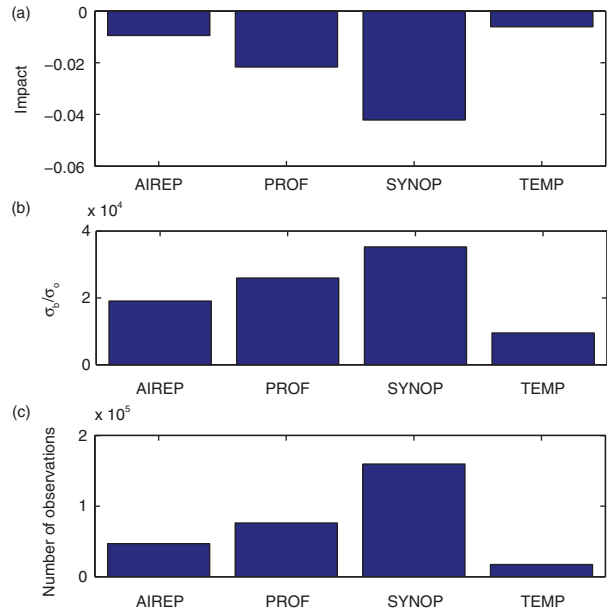 (a)
0
−0.02
−0.04
−0.06
Impact
AIREP PROF SYNOP TEMP
(b)
x 10⁴
4
2
0
σb/σo
AIREP PROF SYNOP TEMP
(c)
x 10⁵
2
1
0
Number of observations
AIREP PROF SYNOP TEMP